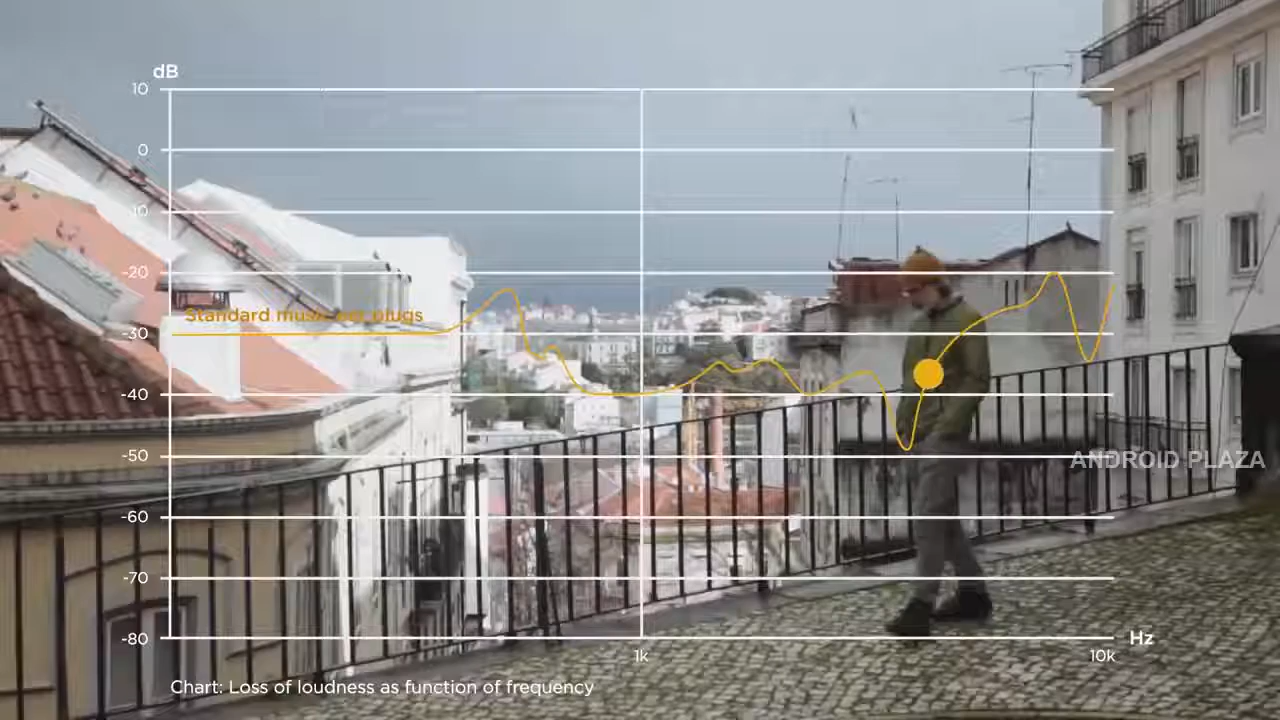 dB
10
0
-10
-20
Standard music ear plugs
-30
-40
-50
ANDROID PLAZA
-60
-70
-80
Hz
1k
10k
Chart: Loss of loudness as function of frequency